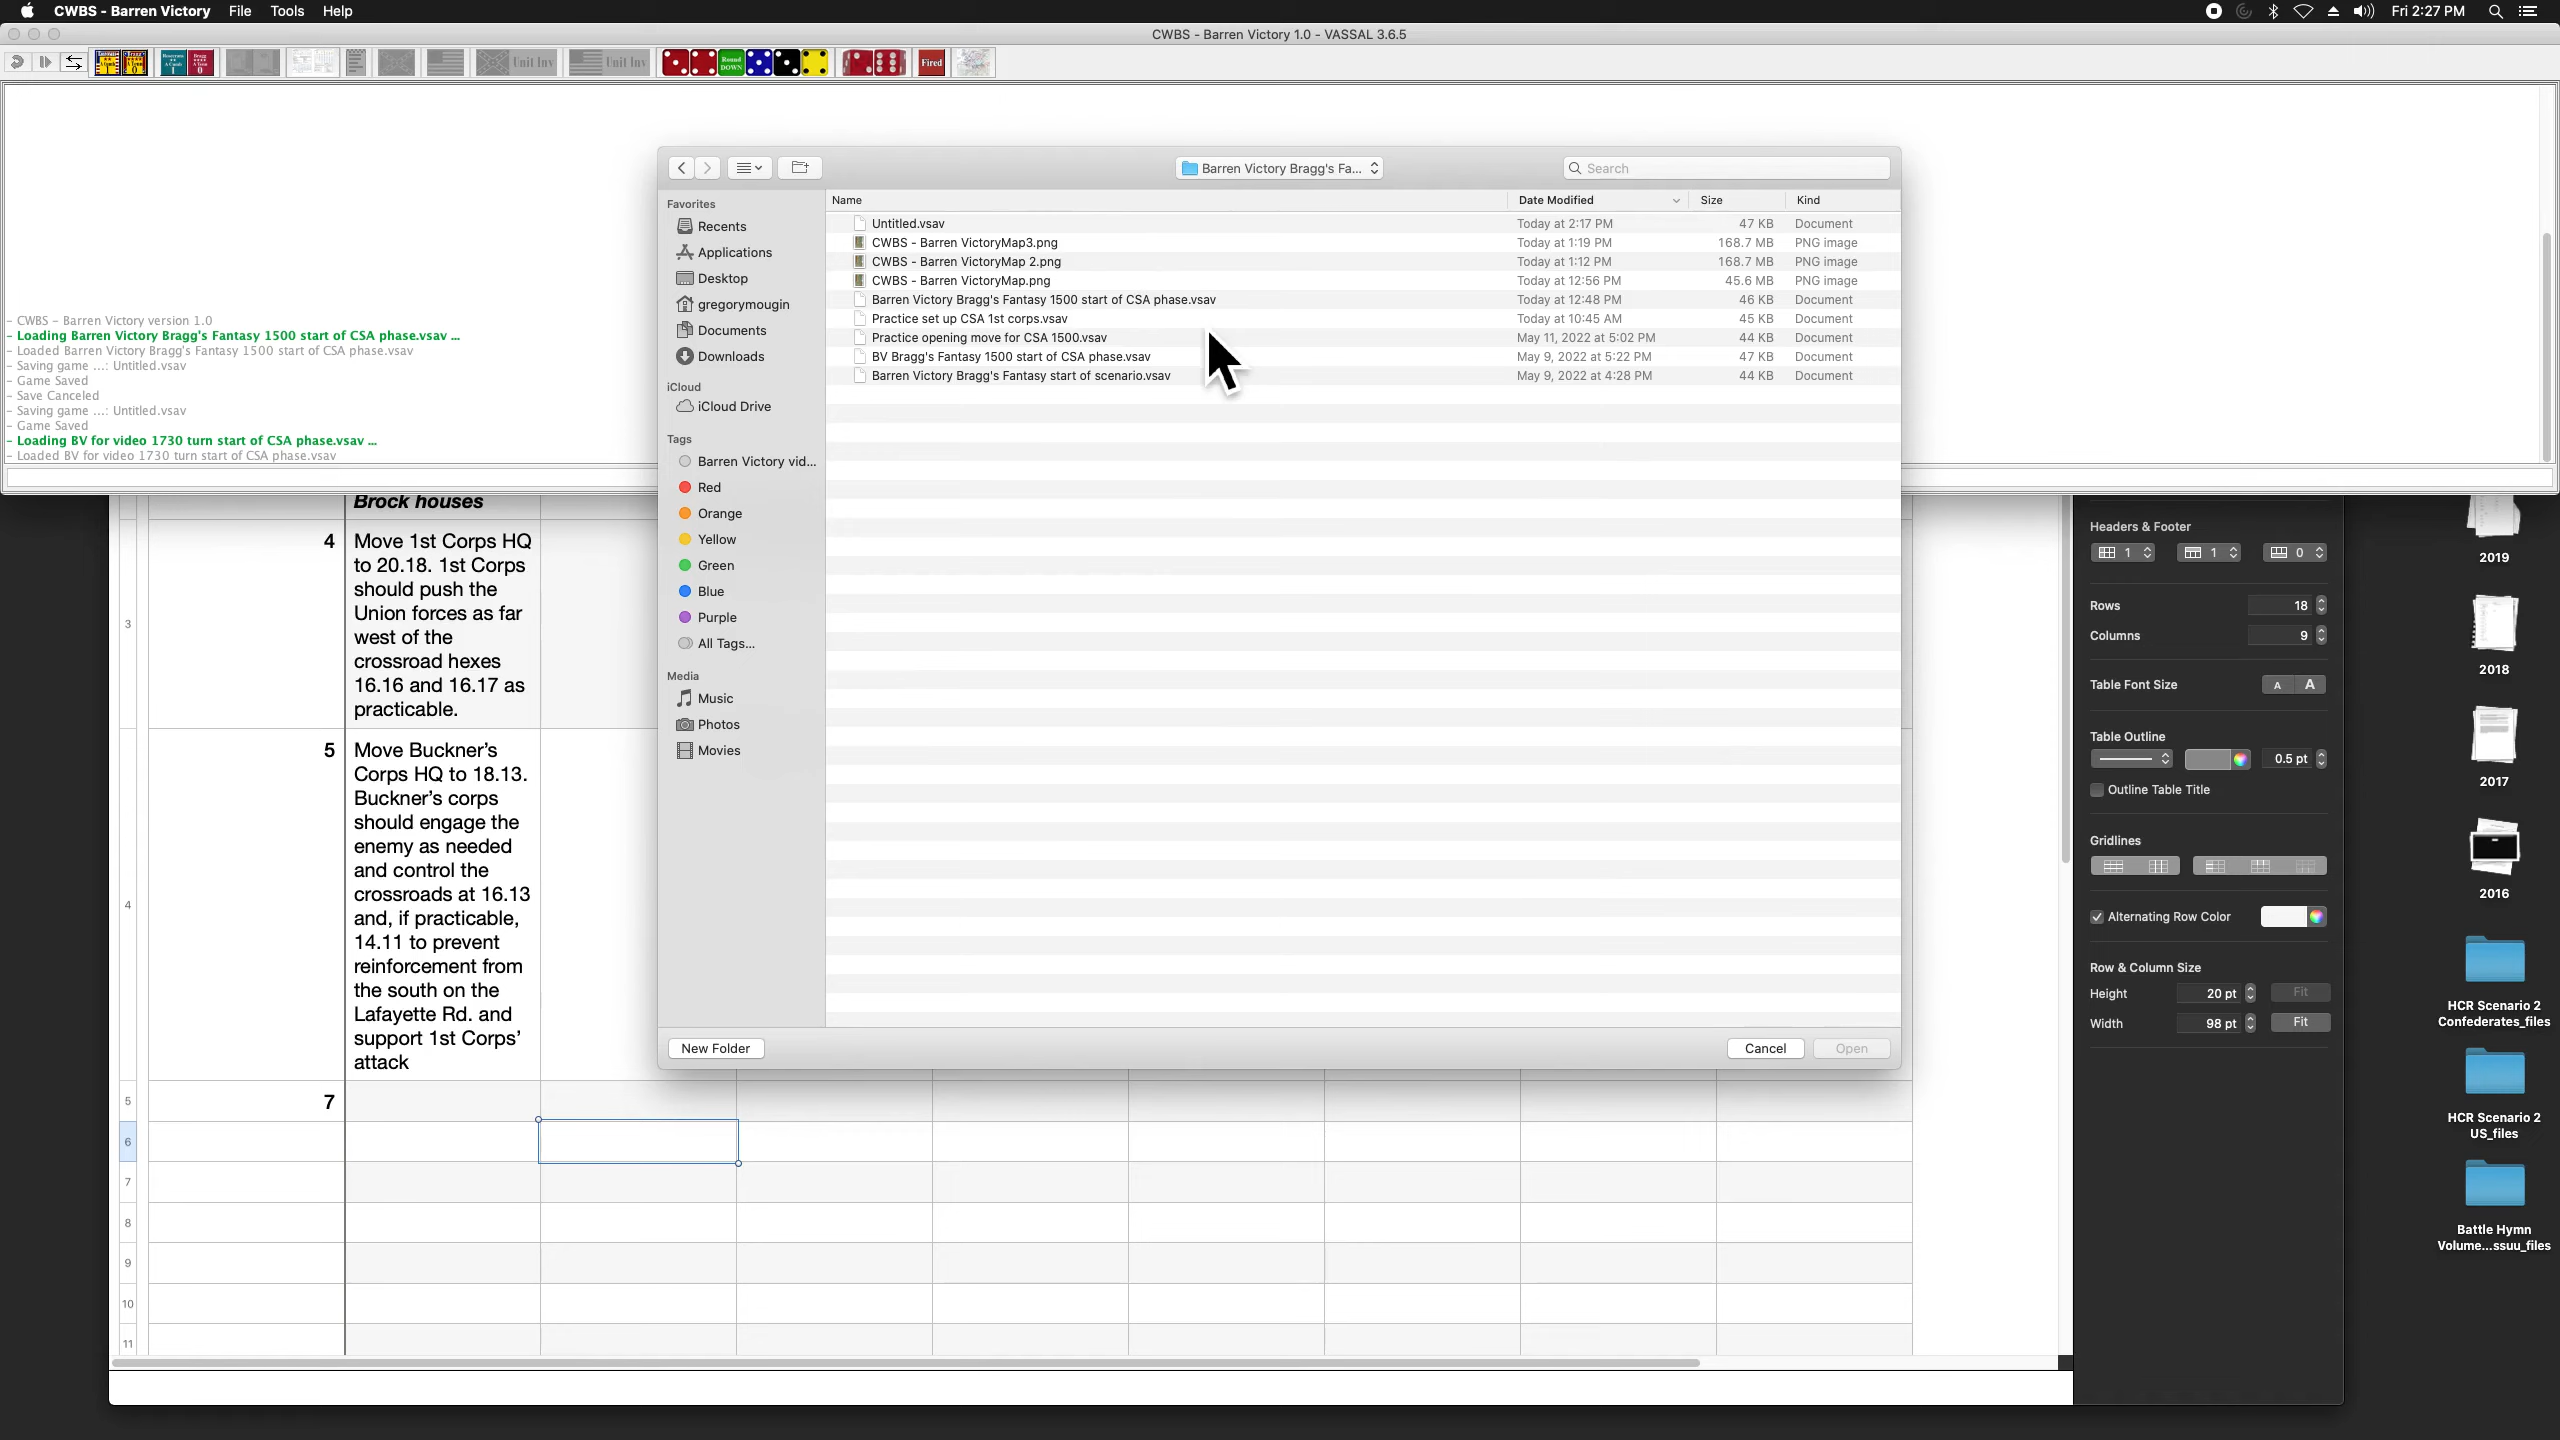 CWBS - Barren Victory File Tools Help
Fri 2:27 PM
CWBS - Barren Victory 1.0 - VASSAL 3.6.5
Unit Inv
Unit Inv
Round DOWN
Fired
- CWBS - Barren Victory version 1.0
- Loading Barren Victory Bragg's Fantasy 1500 start of CSA phase.vsav ...
- Loaded Barren Victory Bragg's Fantasy 1500 start of CSA phase.vsav
- Saving game ...: Untitled.vsav
- Game Saved
- Save Canceled
- Saving game ...: Untitled.vsav
- Game Saved
- Loading BV for video 1730 turn start of CSA phase.vsav ...
- Loaded BV for video 1730 turn start of CSA phase.vsav
Barren Victory Bragg's Fa...
Search
Favorites
Recents
Applications
Desktop
gregorymougin
Documents
Downloads
iCloud
iCloud Drive
Tags
Barren Victory vid...
Red
Orange
Yellow
Green
Blue
Purple
All Tags...
Media
Music
Photos
Movies
Name Date Modified Size Kind
Untitled.vsav Today at 2:17 PM 47 KB Document
CWBS - Barren VictoryMap3.png Today at 1:19 PM 168.7 MB PNG image
CWBS - Barren VictoryMap 2.png Today at 1:12 PM 168.7 MB PNG image
CWBS - Barren VictoryMap.png Today at 12:56 PM 45.6 MB PNG image
Barren Victory Bragg's Fantasy 1500 start of CSA phase.vsav Today at 12:48 PM 46 KB Document
Practice set up CSA 1st corps.vsav Today at 10:45 AM 45 KB Document
Practice opening move for CSA 1500.vsav May 11, 2022 at 5:02 PM 44 KB Document
BV Bragg's Fantasy 1500 start of CSA phase.vsav May 9, 2022 at 5:22 PM 47 KB Document
Barren Victory Bragg's Fantasy start of scenario.vsav May 9, 2022 at 4:28 PM 44 KB Document
New Folder
Cancel
Open
Brock houses
3
4
Move 1st Corps HQ
to 20.18. 1st Corps
should push the
Union forces as far
west of the
crossroad hexes
16.16 and 16.17 as
practicable.
4
5
Move Buckner's
Corps HQ to 18.13.
Buckner's corps
should engage the
enemy as needed
and control the
crossroads at 16.13
and, if practicable,
14.11 to prevent
reinforcement from
the south on the
Lafayette Rd. and
support 1st Corps'
attack
5
7
6
7
8
9
10
11
Headers & Footer
1
1
0
Rows 18
Columns 9
Table Font Size
A A
Table Outline
0.5 pt
Outline Table Title
Gridlines
Alternating Row Color
Row & Column Size
Height 20 pt Fit
Width 98 pt Fit
2019
2018
2017
2016
HCR Scenario 2
Confederates_files
HCR Scenario 2
US_files
Battle Hymn
Volume...ssuu_files